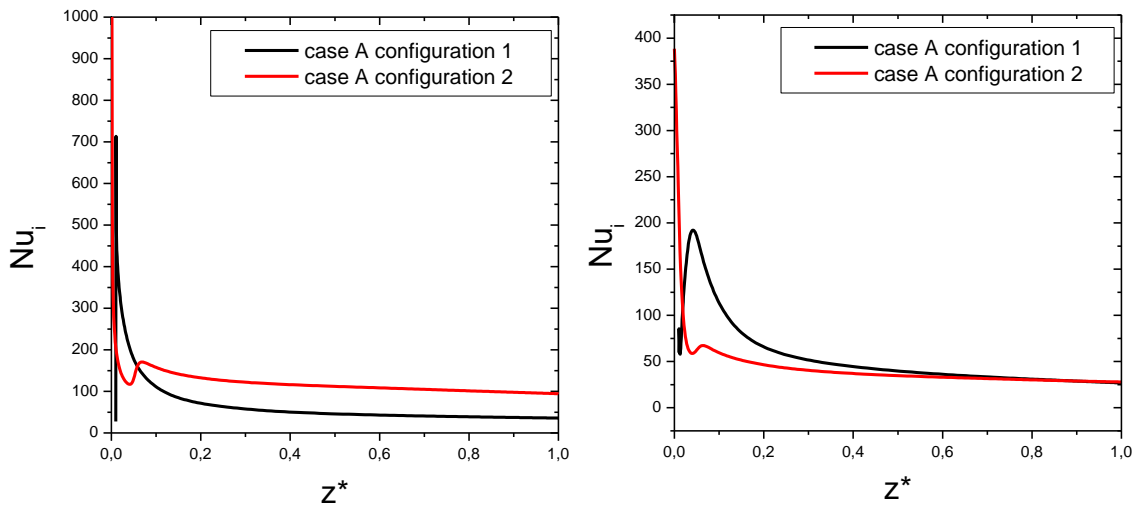 1000
900
800
700
600
500
400
300
200
100
0
Nu_i
case A configuration 1
case A configuration 2
0,0 0,2 0,4 0,6 0,8 1,0
z*
400
350
300
250
200
150
100
50
0
Nu_i
case A configuration 1
case A configuration 2
0,0 0,2 0,4 0,6 0,8 1,0
z*